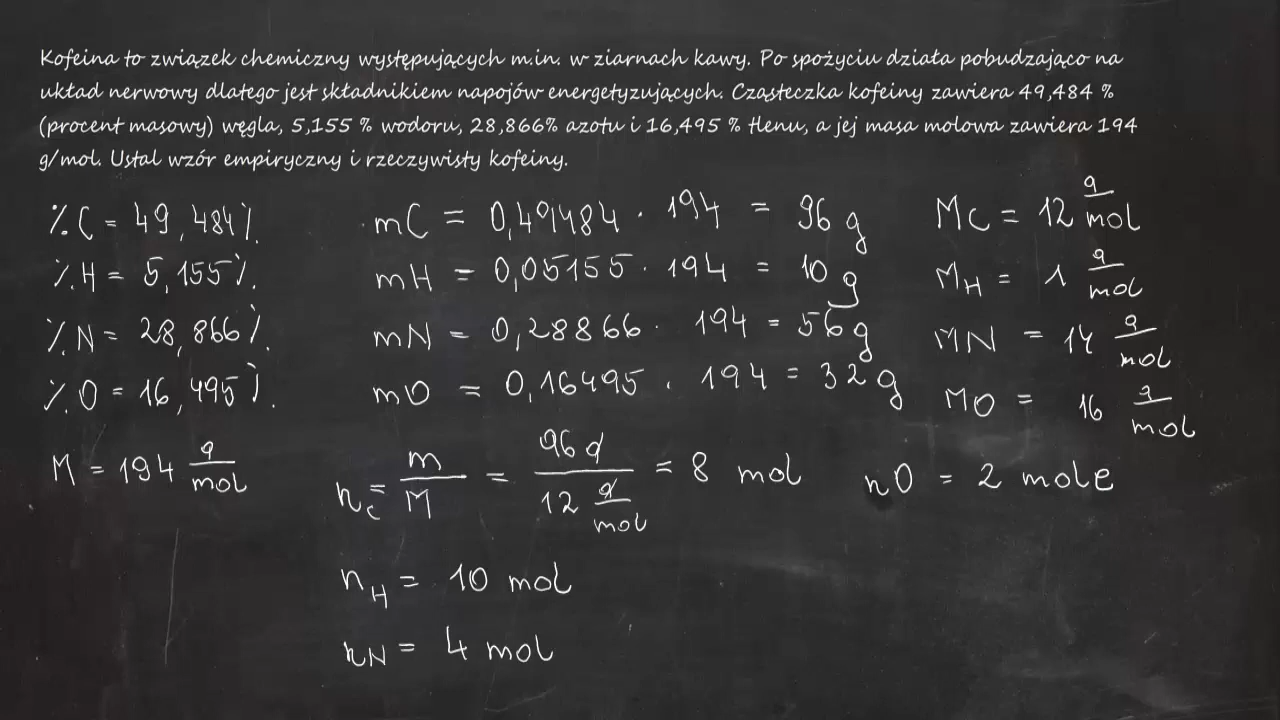 Kofeina to związek chemiczny występujących m.in. w ziarnach kawy. Po spożyciu działa pobudzająco na
układ nerwowy dlatego jest składnikiem napojów energetyzujących. Cząsteczka kofeiny zawiera 49,484 %
(procent masowy) węgla, 5,155 % wodoru, 28,866% azotu i 16,495 % tlenu, a jej masa molowa zawiera 194
g/mol. Ustal wzór empiryczny i rzeczywisty kofeiny.
%C = 49,484% mC = 0,49484 · 194 = 96 g MC = 12 g/mol
%H = 5,155% mH = 0,05155 · 194 = 10 g MH = 1 g/mol
%N = 28,866% mN = 0,28866 · 194 = 56 g MN = 14 g/mol
%O = 16,495% mO = 0,16495 · 194 = 32 g MO = 16 g/mol
M = 194 g/mol nC = m/M = 96 g / 12 g/mol = 8 mol nO = 2 mole
nH = 10 mol
nN = 4 mol